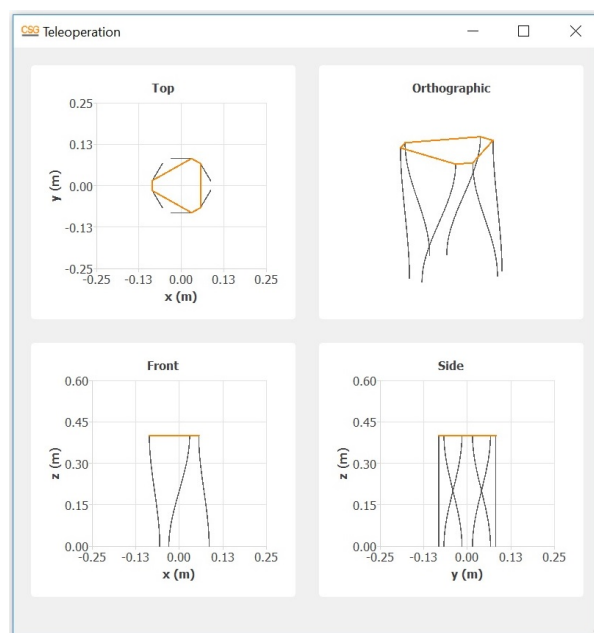 CSG Teleoperation
Top
0.25
0.13
0.00
-0.13
-0.25
y (m)
-0.25 -0.13 0.00 0.13 0.25
x (m)
Orthographic
Front
0.60
0.45
0.30
0.15
0.00
z (m)
-0.25 -0.13 0.00 0.13 0.25
x (m)
Side
0.60
0.45
0.30
0.15
0.00
z (m)
-0.25 -0.13 0.00 0.13 0.25
y (m)